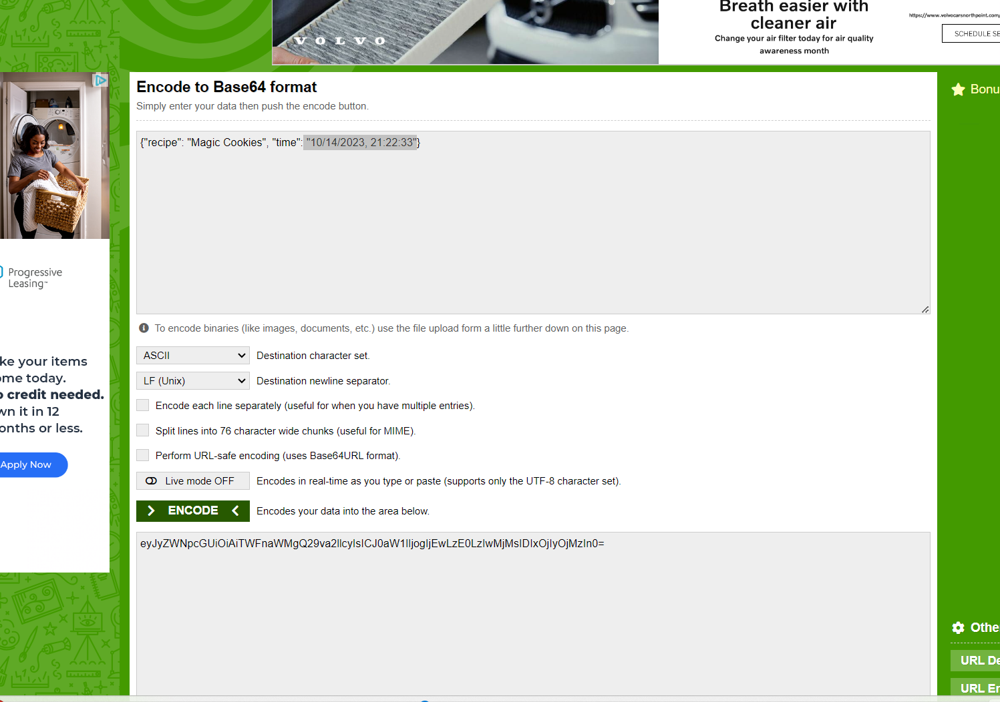 Breath easier with
cleaner air
Change your air filter today for air quality
awareness month
https://www.volvocarsnorthpoint.com/
SCHEDULE SE
VOLVO
Encode to Base64 format
Simply enter your data then push the encode button.
{"recipe": "Magic Cookies", "time": "10/14/2023, 21:22:33"}
To encode binaries (like images, documents, etc.) use the file upload form a little further down on this page.
ASCII Destination character set.
LF (Unix) Destination newline separator.
Encode each line separately (useful for when you have multiple entries).
Split lines into 76 character wide chunks (useful for MIME).
Perform URL-safe encoding (uses Base64URL format).
Live mode OFF Encodes in real-time as you type or paste (supports only the UTF-8 character set).
ENCODE Encodes your data into the area below.
eyJyZWNpcGUiOiAiTWFnaWMgQ29va2llcyIsICJ0aW1lIjogIjEwLzE0LzIwMjMsIDIxOjIyOjMzIn0=
Progressive
Leasing™
ke your items
ome today.
o credit needed.
wn it in 12
onths or less.
Apply Now
Bonu
Othe
URL De
URL En